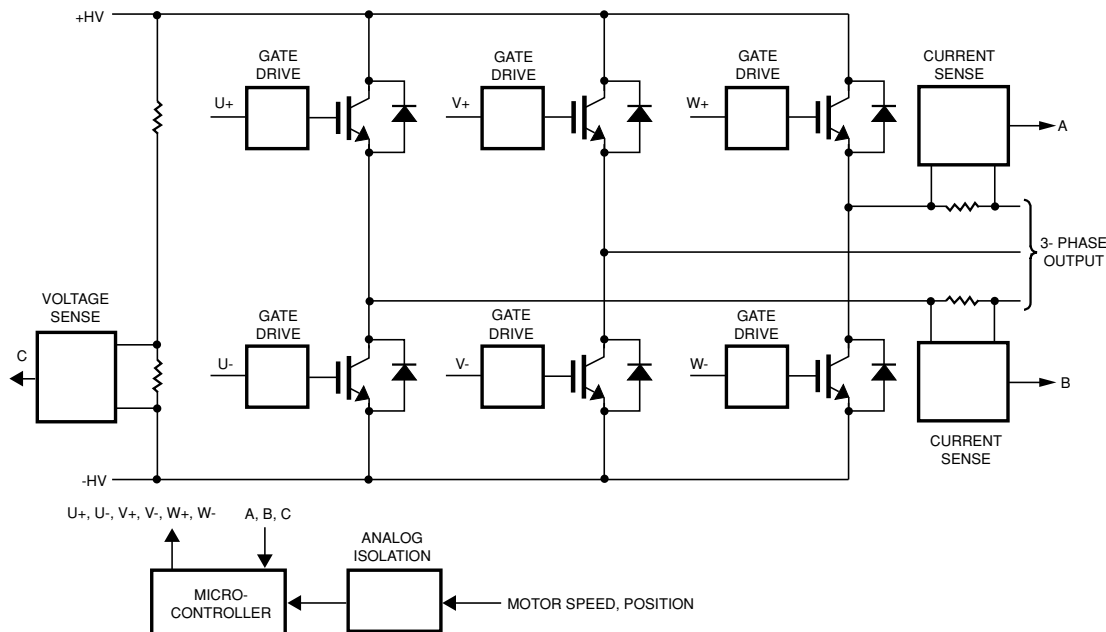 +HV
GATE
DRIVE
GATE
DRIVE
GATE
DRIVE
CURRENT
SENSE
U+
V+
W+
A
3- PHASE
OUTPUT
VOLTAGE
SENSE
GATE
DRIVE
GATE
DRIVE
GATE
DRIVE
C
U-
V-
W-
B
CURRENT
SENSE
-HV
U+, U-, V+, V-, W+, W-
A, B, C
ANALOG
ISOLATION
MICRO-
CONTROLLER
MOTOR SPEED, POSITION